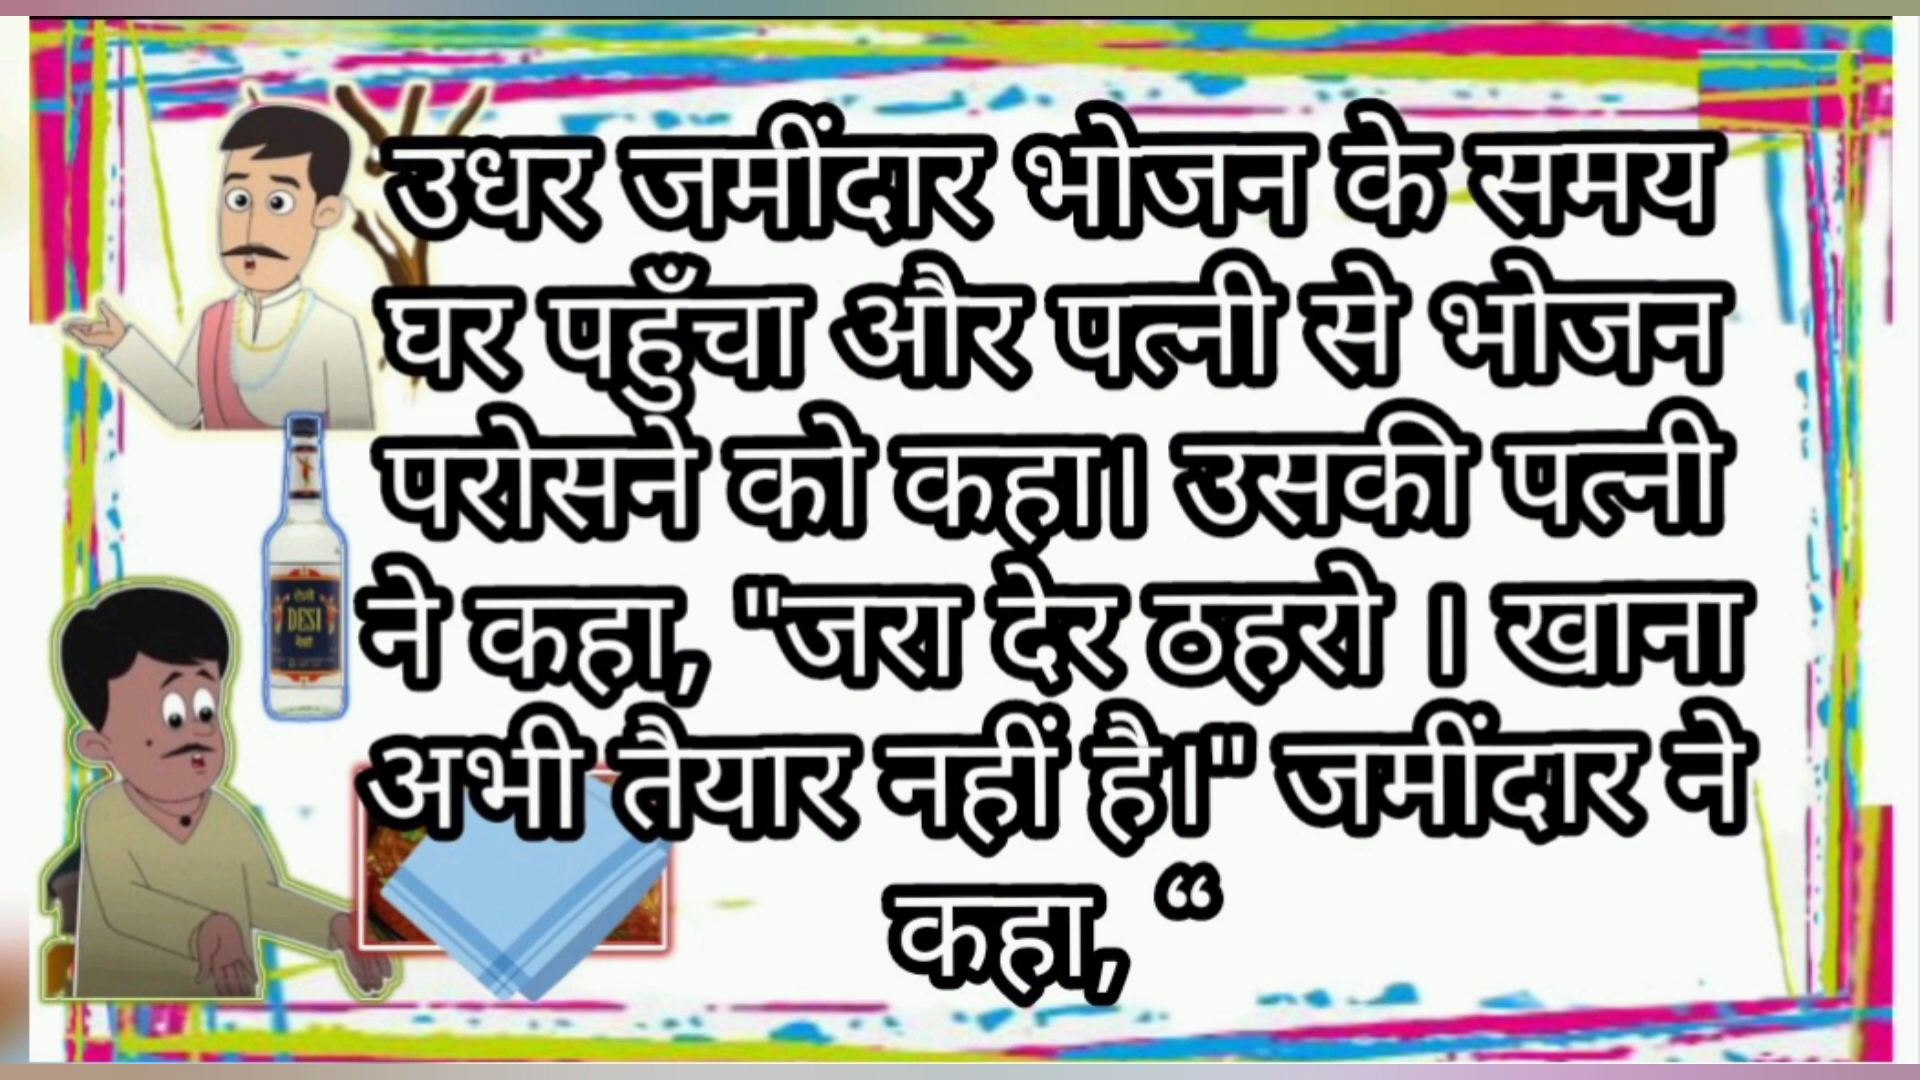 उधर जमींदार भोजन के समय
घर पहुँचा और पत्नी से भोजन
परोसने को कहा। उसकी पत्नी
ने कहा, "जरा देर ठहरो । खाना
अभी तैयार नहीं है।" जमींदार ने
कहा, “
DESI